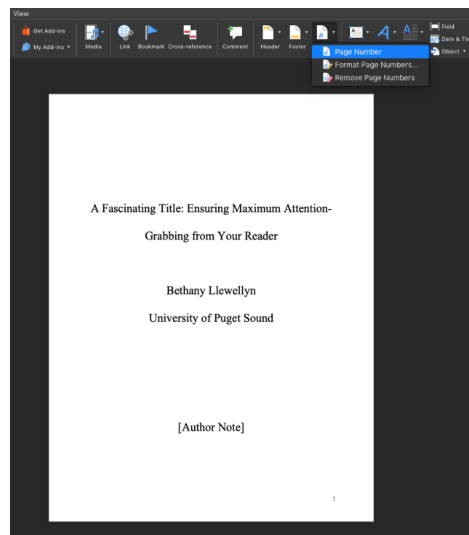 View
Get Add-ins
My Add-ins
Media
Link
Bookmark
Cross-reference
Comment
Header
Footer
Page Number
Format Page Numbers...
Remove Page Numbers
Field
Date & Tim
Object
A Fascinating Title: Ensuring Maximum Attention-
Grabbing from Your Reader
Bethany Llewellyn
University of Puget Sound
[Author Note]
1